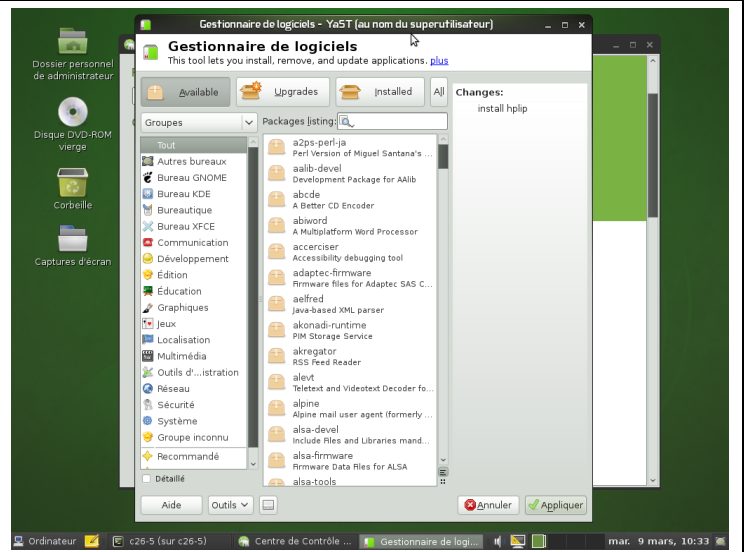 Gestionnaire de logiciels - YaST (au nom du superutilisateur)
Dossier personnel
de administrateur
Disque DVD-ROM
vierge
Corbeille
Captures d'écran
Gestionnaire de logiciels
This tool lets you install, remove, and update applications. plus
Available
Upgrades
Installed
All
Groupes
Packages listing:
Tout
Autres bureaux
Bureau GNOME
Bureau KDE
Bureautique
Bureau XFCE
Communication
Développement
Édition
Éducation
Graphiques
Jeux
Localisation
Multimédia
Outils d'...istration
Réseau
Sécurité
Système
Groupe inconnu
Recommandé
Détaillé
a2ps-perl-ja
Perl Version of Miguel Santana's ...
aalib-devel
Development Package for AAlib
abcde
A Better CD Encoder
abiword
A Multiplatform Word Processor
accerciser
Accessibility debugging tool
adaptec-firmware
Firmware files for Adaptec SAS C...
aelfred
Java-based XML parser
akonadi-runtime
PIM Storage Service
akregator
RSS Feed Reader
alevt
Teletext and Videotext Decoder fo...
alpine
Alpine mail user agent (formerly ...
alsa-devel
Include Files and Libraries mand...
alsa-firmware
Firmware Data Files for ALSA
alsa-tools
Changes:
install hplip
Aide
Outils
Annuler
Appliquer
Ordinateur
c26-5 (sur c26-5)
Centre de Contrôle ...
Gestionnaire de logi...
mar. 9 mars, 10:33